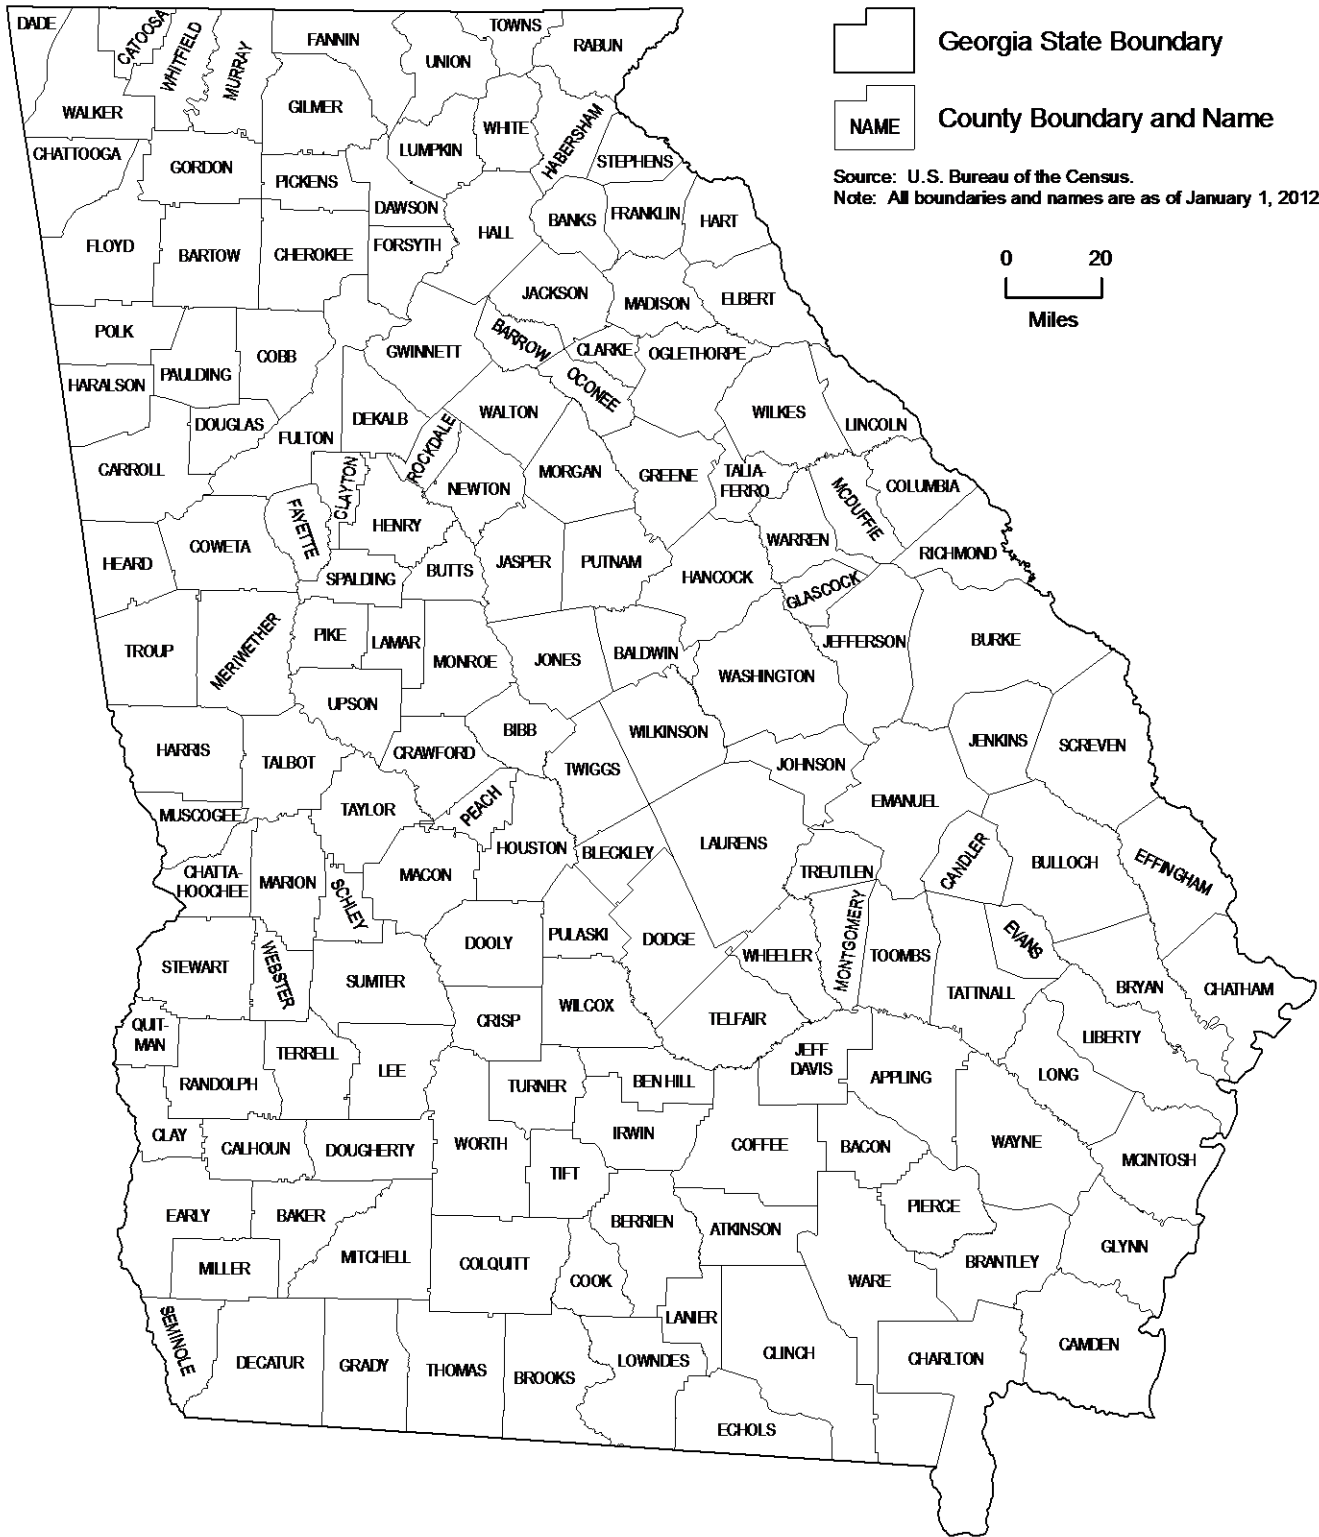 DADE
CATOOSA
WHITFIELD
MURRAY
FANNIN
UNION
TOWNS
RABUN
WALKER
GILMER
LUMPKIN
WHITE
HABERSHAM
STEPHENS
CHATTOOGA
GORDON
PICKENS
DAWSON
HALL
BANKS
FRANKLIN
HART
FLOYD
BARTOW
CHEROKEE
FORSYTH
JACKSON
MADISON
ELBERT
POLK
PAULDING
COBB
GWINNETT
BARROW
CLARKE
OGLETHORPE
OCONEE
HARALSON
DOUGLAS
FULTON
DEKALB
ROCKDALE
WALTON
WILKES
LINCOLN
CARROLL
CLAYTON
NEWTON
MORGAN
GREENE
TALIA-
FERRO
MCDUFFIE
COLUMBIA
HEARD
COWETA
FAYETTE
HENRY
SPALDING
BUTTS
JASPER
PUTNAM
HANCOCK
WARREN
GLASCOCK
RICHMOND
TROUP
MERIWETHER
PIKE
LAMAR
MONROE
JONES
BALDWIN
WASHINGTON
JEFFERSON
BURKE
UPSON
HARRIS
TALBOT
CRAWFORD
BIBB
TWIGGS
WILKINSON
JOHNSON
JENKINS
SCREVEN
MUSCOGEE
TAYLOR
PEACH
HOUSTON
BLECKLEY
LAURENS
EMANUEL
TREUTLEN
CANDLER
BULLOCH
EFFINGHAM
CHATTA-
HOOCHEE
MARION
SCHLEY
MACON
DOOLY
PULASKI
DODGE
WHEELER
MONTGOMERY
TOOMBS
TATTNALL
EVANS
BRYAN
CHATHAM
STEWART
WEBSTER
SUMTER
CRISP
WILCOX
TELFAIR
JEFF
DAVIS
APPLING
LONG
LIBERTY
QUIT-
MAN
RANDOLPH
TERRELL
LEE
TURNER
BEN HILL
IRWIN
COFFEE
BACON
WAYNE
MCINTOSH
CLAY
CALHOUN
DOUGHERTY
WORTH
TIFT
EARLY
BAKER
MITCHELL
COLQUITT
COOK
BERRIEN
ATKINSON
PIERCE
BRANTLEY
GLYNN
MILLER
WARE
SEMINOLE
DECATUR
GRADY
THOMAS
BROOKS
LOWNDES
LANIER
CLINCH
ECHOLS
CHARLTON
CAMDEN
Georgia State Boundary
NAME
County Boundary and Name
Source: U.S. Bureau of the Census.
Note: All boundaries and names are as of January 1, 2012
0 20
Miles